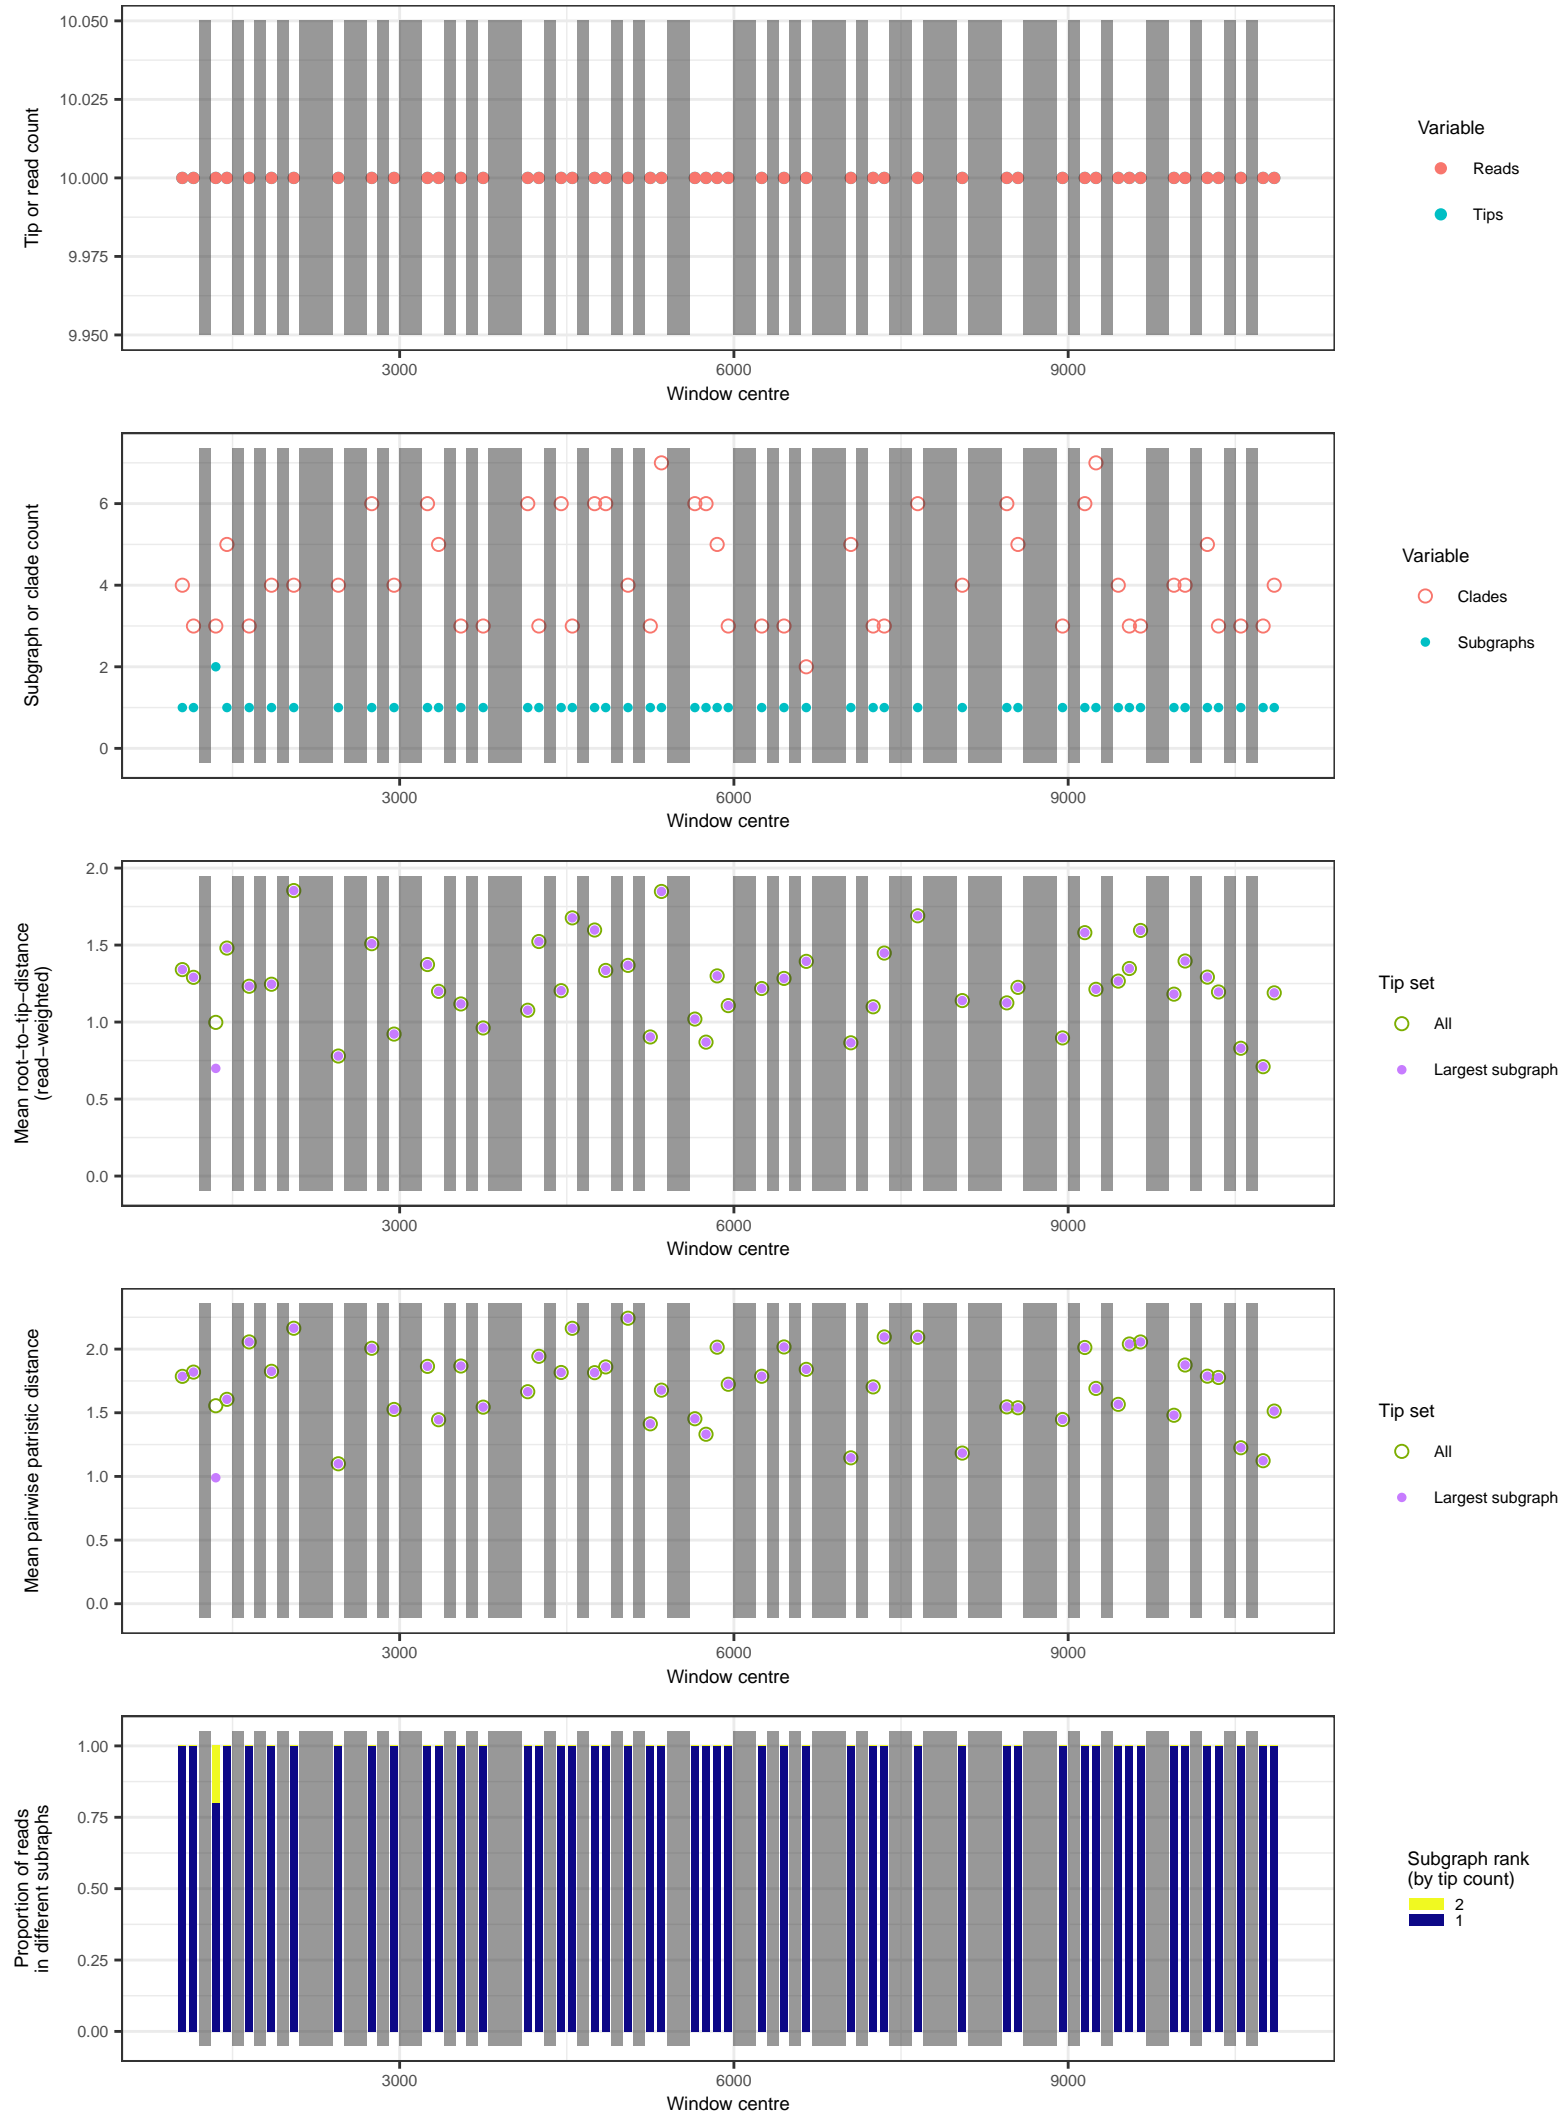 10.050
10.025
10.000
9.975
9.950
Tip or read count
3000 6000 9000
Window centre
Variable
Reads
Tips
6
4
2
0
Subgraph or clade count
3000 6000 9000
Window centre
Variable
Clades
Subgraphs
2.0
1.5
1.0
0.5
0.0
Mean root−to−tip−distance
(read−weighted)
3000 6000 9000
Window centre
Tip set
All
Largest subgraph
2.0
1.5
1.0
0.5
0.0
Mean pairwise patristic distance
3000 6000 9000
Window centre
Tip set
All
Largest subgraph
1.00
0.75
0.50
0.25
0.00
Proportion of reads
in different subraphs
3000 6000 9000
Window centre
Subgraph rank
(by tip count)
2
1